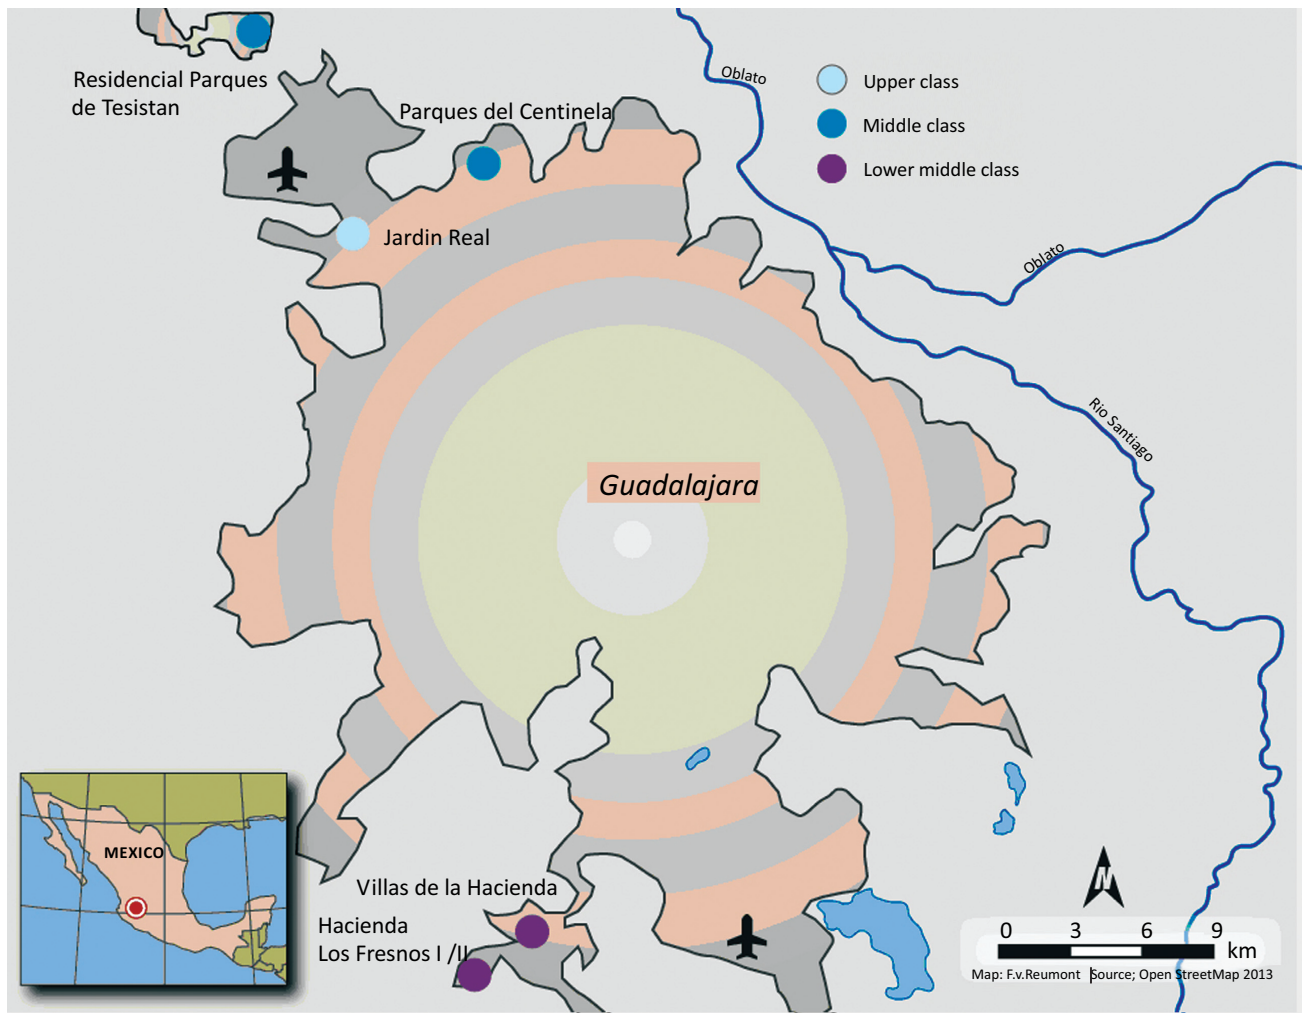 Residencial Parques
de Tesistan
Parques del Centinela
Oblato
Upper class
Middle class
Lower middle class
Jardin Real
Oblato
Rio Santiago
Guadalajara
MEXICO
Villas de la Hacienda
Hacienda
Los Fresnos I /II
N
0 3 6 9
km
Map: F.v.Reumont |Source; Open StreetMap 2013